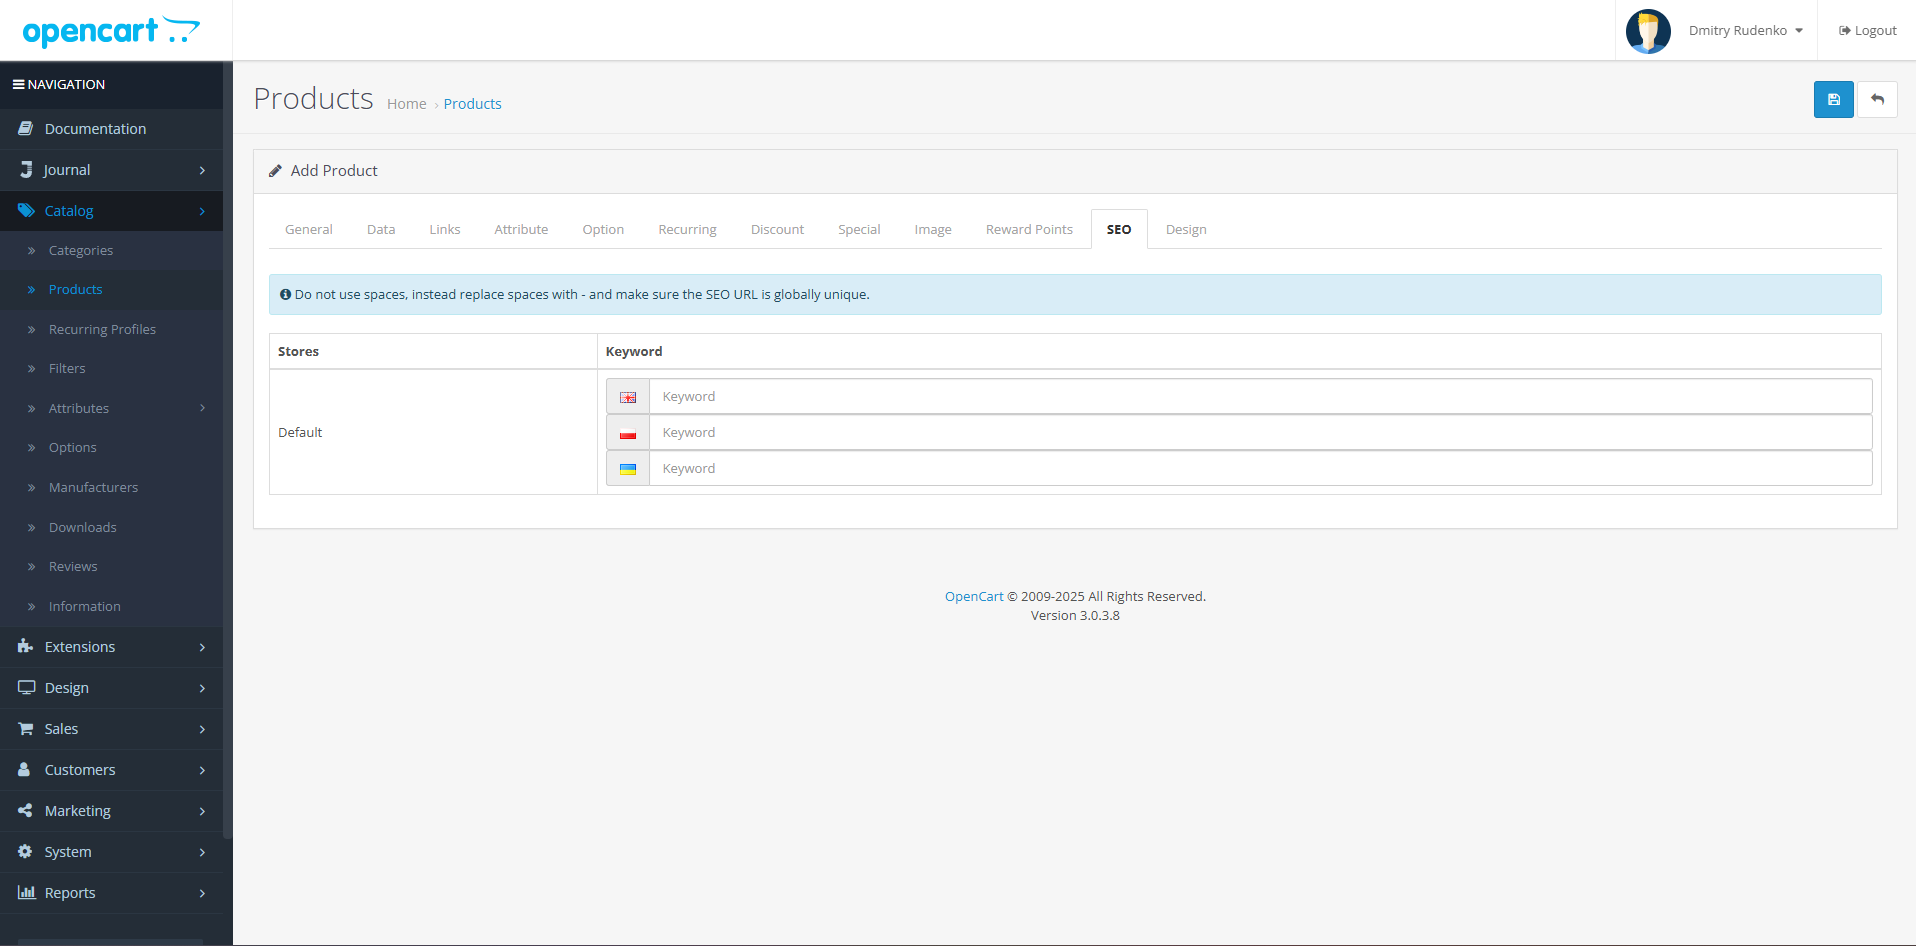 opencart
Dmitry Rudenko
Logout
NAVIGATION
Documentation
Journal
Catalog
Categories
Products
Recurring Profiles
Filters
Attributes
Options
Manufacturers
Downloads
Reviews
Information
Extensions
Design
Sales
Customers
Marketing
System
Reports
Products Home › Products
Add Product
General Data Links Attribute Option Recurring Discount Special Image Reward Points SEO Design
Do not use spaces, instead replace spaces with - and make sure the SEO URL is globally unique.
Stores Keyword
Default
Keyword
Keyword
Keyword
OpenCart © 2009-2025 All Rights Reserved.
Version 3.0.3.8